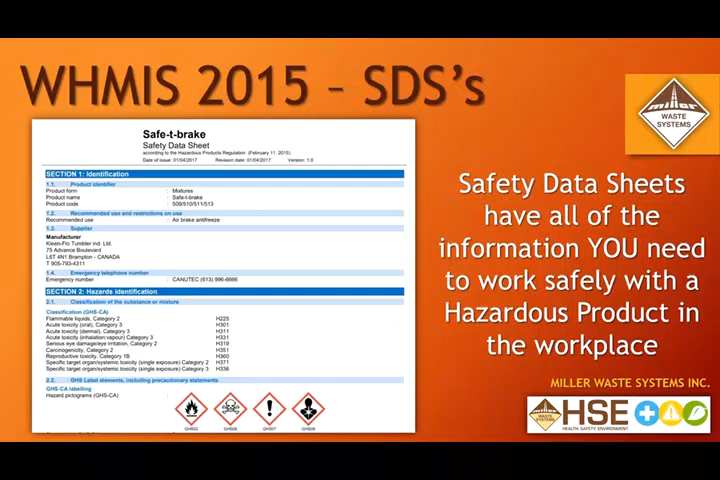 WHMIS 2015 – SDS's
miller
WASTE
SYSTEMS
Safe-t-brake
Safety Data Sheet
according to the Hazardous Products Regulation (February 11, 2015)
Date of issue: 01/04/2017 Revision date: 01/04/2017 Version: 1.0
SECTION 1: Identification
1.1. Product identifier
Product form : Mixtures
Product name : Safe-t-brake
Product code : 509/510/511/513
1.2. Recommended use and restrictions on use
Recommended use : Air brake antifreeze
1.3. Supplier
Manufacturer
Kleen-Flo Tumbler ind. Ltd.
75 Advance Boulevard
L6T 4N1 Brampton - CANADA
T 905-793-4311
1.4. Emergency telephone number
Emergency number : CANUTEC (613) 996-6666
SECTION 2: Hazards identification
2.1. Classification of the substance or mixture
Classification (GHS-CA)
Flammable liquids, Category 2 H225
Acute toxicity (oral), Category 3 H301
Acute toxicity (dermal), Category 3 H311
Acute toxicity (inhalation:vapour) Category 3 H331
Serious eye damage/eye irritation, Category 2 H319
Carcinogenicity, Category 2 H351
Reproductive toxicity, Category 1B H360
Specific target organ/systemic toxicity (single exposure) Category 2 H371
Specific target organ/systemic toxicity (single exposure), Category 3 H336
2.2. GHS Label elements, including precautionary statements
GHS-CA labelling
Hazard pictograms (GHS-CA) :
GHS02 GHS06 GHS07 GHS08
Safety Data Sheets
have all of the
information YOU need
to work safely with a
Hazardous Product in
the workplace
MILLER WASTE SYSTEMS INC.
WASTE
SYSTEMS
HSE
HEALTH SAFETY ENVIRONMENT